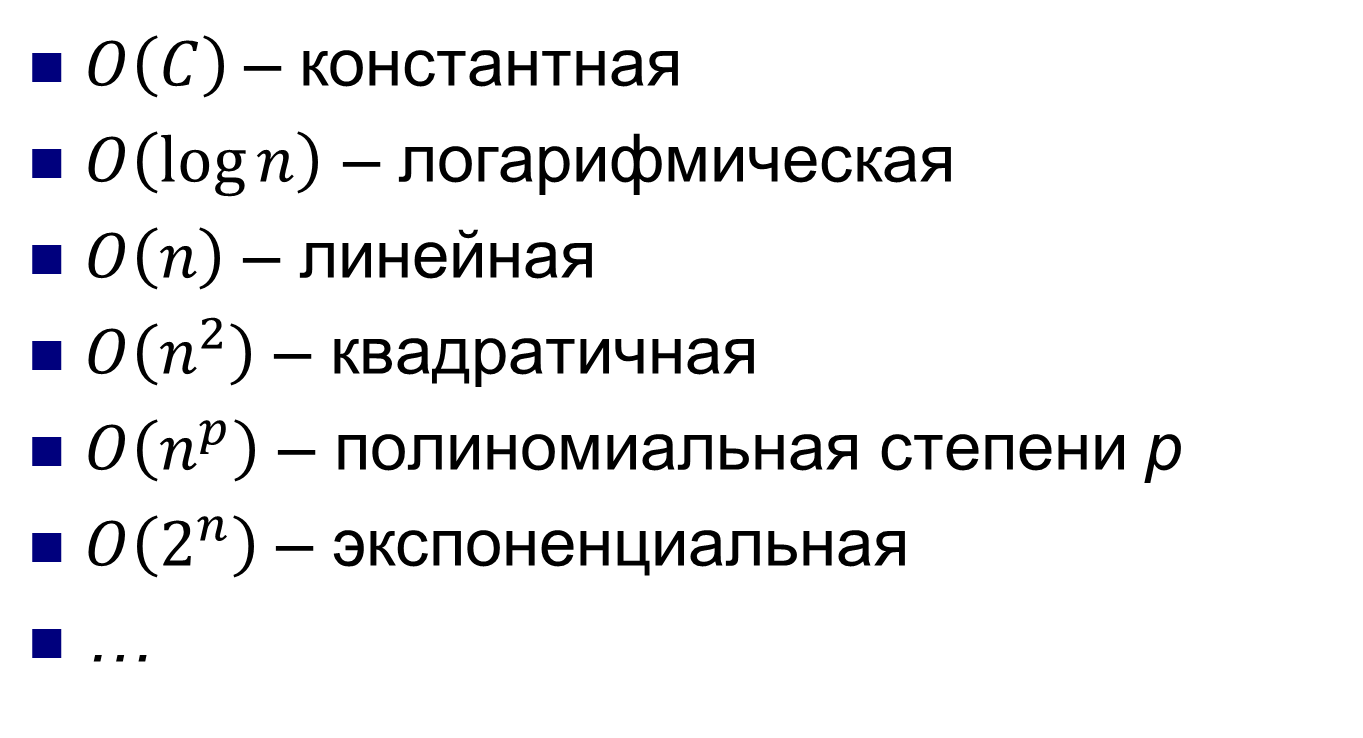 ■ O(C) – константная
■ O(log n) – логарифмическая
■ O(n) – линейная
■ O(n²) – квадратичная
■ O(nᵖ) – полиномиальная степени p
■ O(2ⁿ) – экспоненциальная
■ …